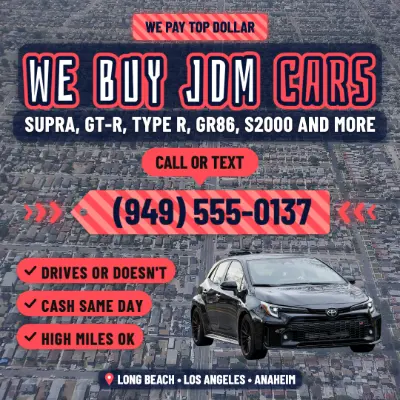 WE PAY TOP DOLLAR
WE BUY JDM CARS
SUPRA, GT-R, TYPE R, GR86, S2000 AND MORE
CALL OR TEXT
(949) 555-0137
DRIVES OR DOESN'T
CASH SAME DAY
HIGH MILES OK
LONG BEACH • LOS ANGELES • ANAHEIM